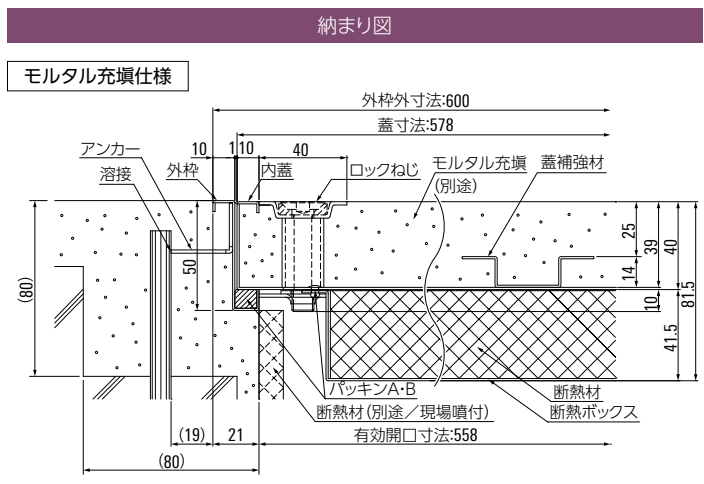 納まり図
モルタル充塡仕様
外枠外寸法:600
蓋寸法:578
10 1 10 40
アンカー
溶接
外枠
内蓋
ロックねじ
モルタル充塡
(別途)
蓋補強材
(80)
50
25
14
39
10
40
41.5
81.5
パッキンA・B
断熱材(別途／現場噴付)
断熱材
断熱ボックス
(19) 21
有効開口寸法:558
(80)